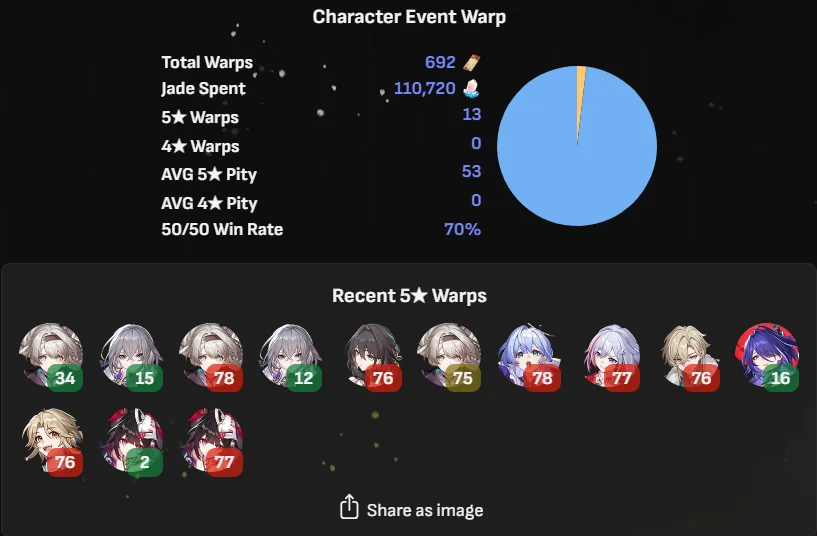 Character Event Warp
Total Warps 692
Jade Spent 110,720
5★ Warps 13
4★ Warps 0
AVG 5★ Pity 53
AVG 4★ Pity 0
50/50 Win Rate 70%
Recent 5★ Warps
34 15 78 12 76 75 78 77 76 16
76 2 77
Share as image